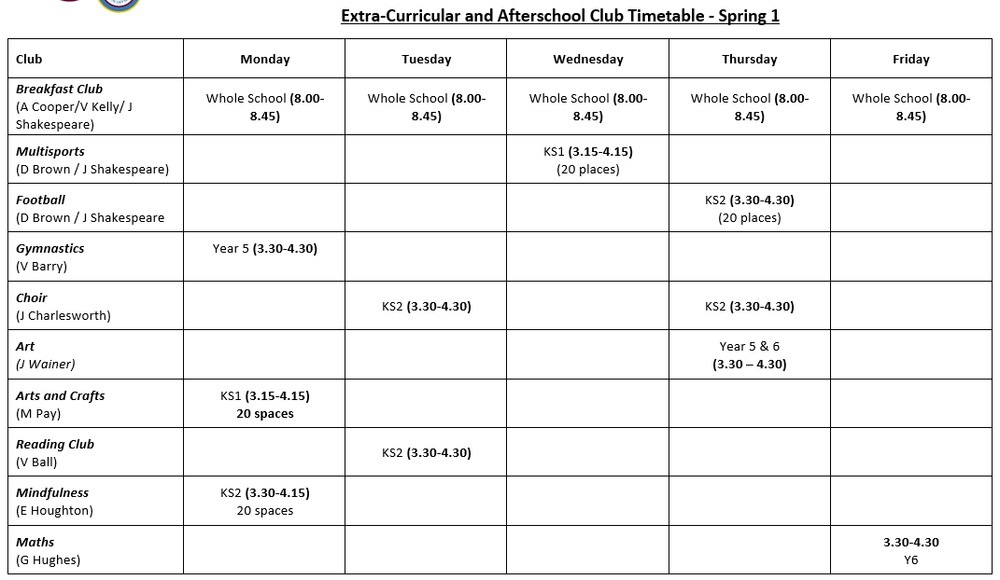 Extra-Curricular and Afterschool Club Timetable - Spring 1
Club Monday Tuesday Wednesday Thursday Friday
Breakfast Club
(A Cooper/V Kelly/ J
Shakespeare)
Whole School (8.00-
8.45)
Whole School (8.00-
8.45)
Whole School (8.00-
8.45)
Whole School (8.00-
8.45)
Whole School (8.00-
8.45)
Multisports
(D Brown / J Shakespeare)
KS1 (3.15-4.15)
(20 places)
Football
(D Brown / J Shakespeare
KS2 (3.30-4.30)
(20 places)
Gymnastics
(V Barry)
Year 5 (3.30-4.30)
Choir
(J Charlesworth)
KS2 (3.30-4.30)
KS2 (3.30-4.30)
Art
(J Wainer)
Year 5 & 6
(3.30 – 4.30)
Arts and Crafts
(M Pay)
KS1 (3.15-4.15)
20 spaces
Reading Club
(V Ball)
KS2 (3.30-4.30)
Mindfulness
(E Houghton)
KS2 (3.30-4.15)
20 spaces
Maths
(G Hughes)
3.30-4.30
Y6